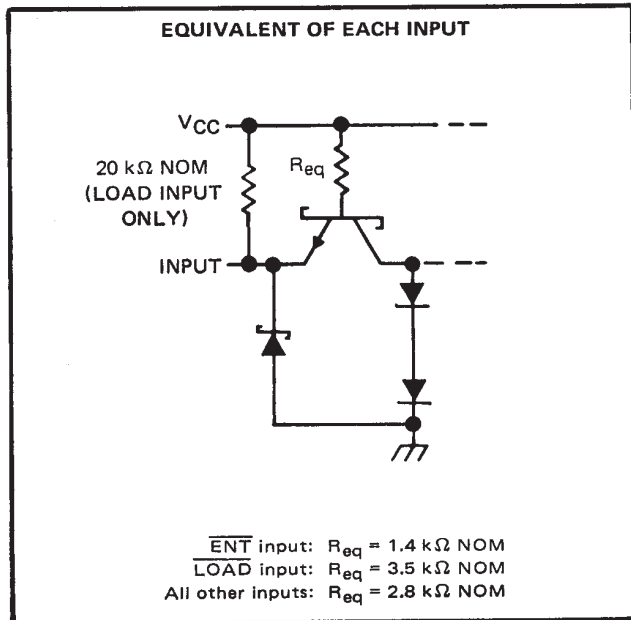 EQUIVALENT OF EACH INPUT
VCC
20 kΩ NOM
(LOAD INPUT
ONLY)
Req
INPUT
ENT input: Req = 1.4 kΩ NOM
LOAD input: Req = 3.5 kΩ NOM
All other inputs: Req = 2.8 kΩ NOM